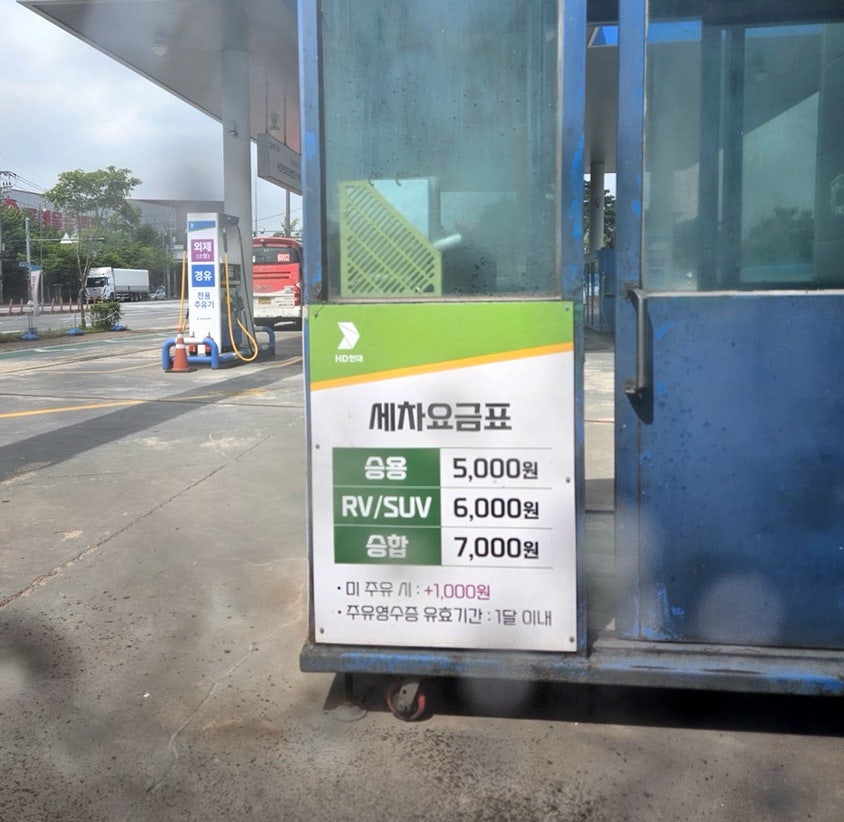 외제
경유
전용
주유기
6002
HD현대
세차요금표
승용 5,000원
RV/SUV 6,000원
승합 7,000원
· 미 주유 시 : +1,000원
· 주유영수증 유효기간 : 1달 이내